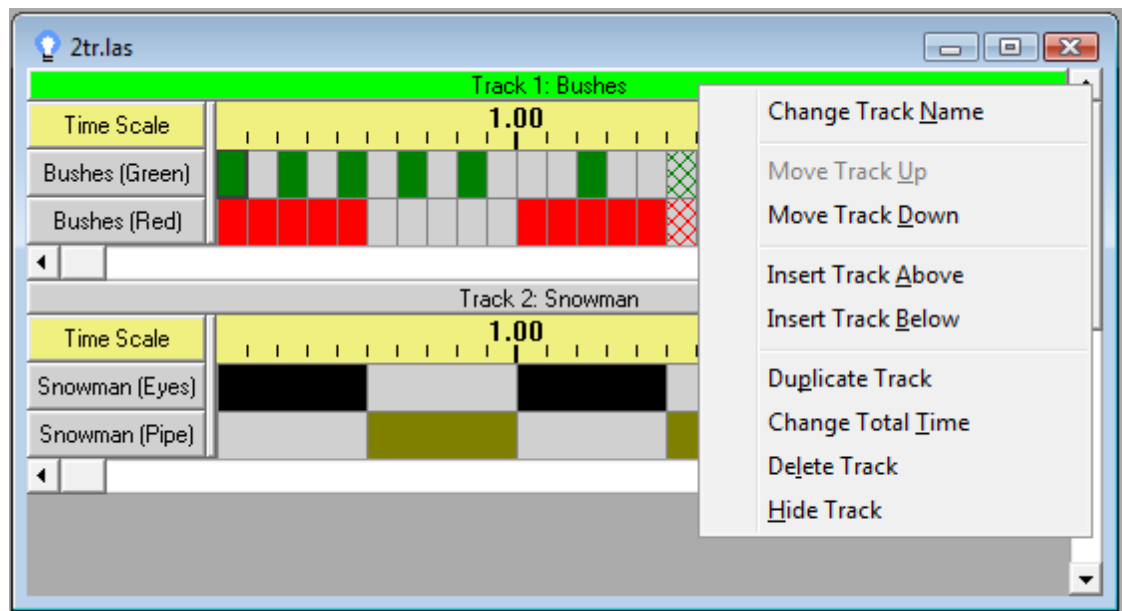 2tr.las
Track 1: Bushes
Time Scale
1.00
Bushes (Green)
Bushes (Red)
Track 2: Snowman
Time Scale
1.00
Snowman (Eyes)
Snowman (Pipe)
Change Track Name
Move Track Up
Move Track Down
Insert Track Above
Insert Track Below
Duplicate Track
Change Total Time
Delete Track
Hide Track